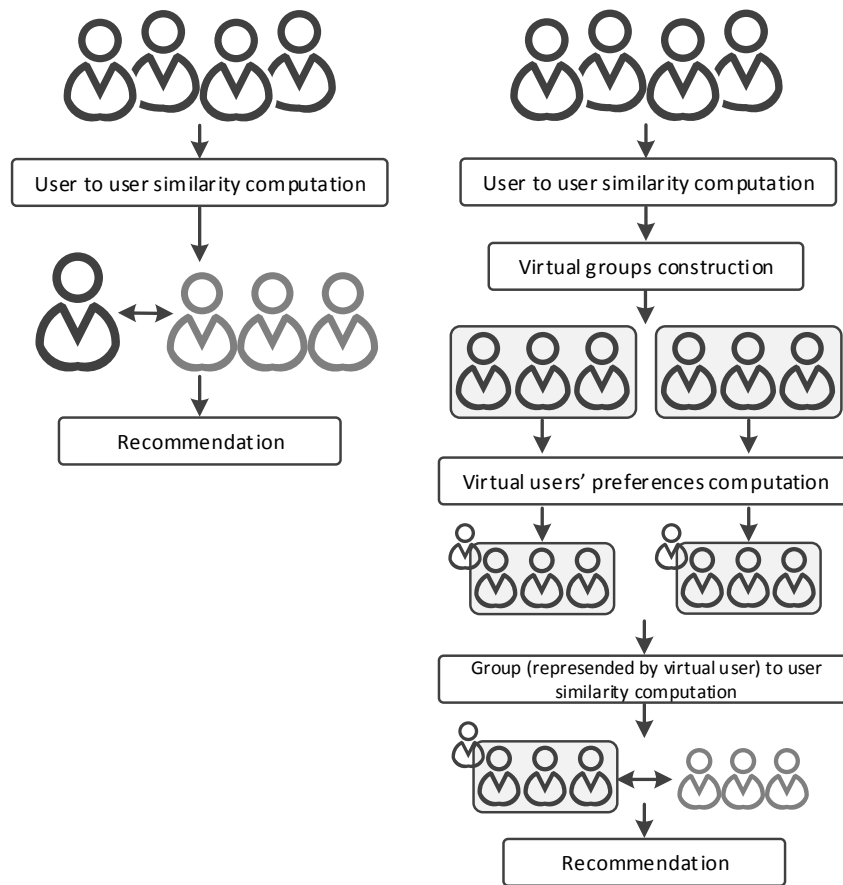 User to user similarity computation
Recommendation
User to user similarity computation
Virtual groups construction
Virtual users’ preferences computation
Group (represended by virtual user) to user
similarity computation
Recommendation